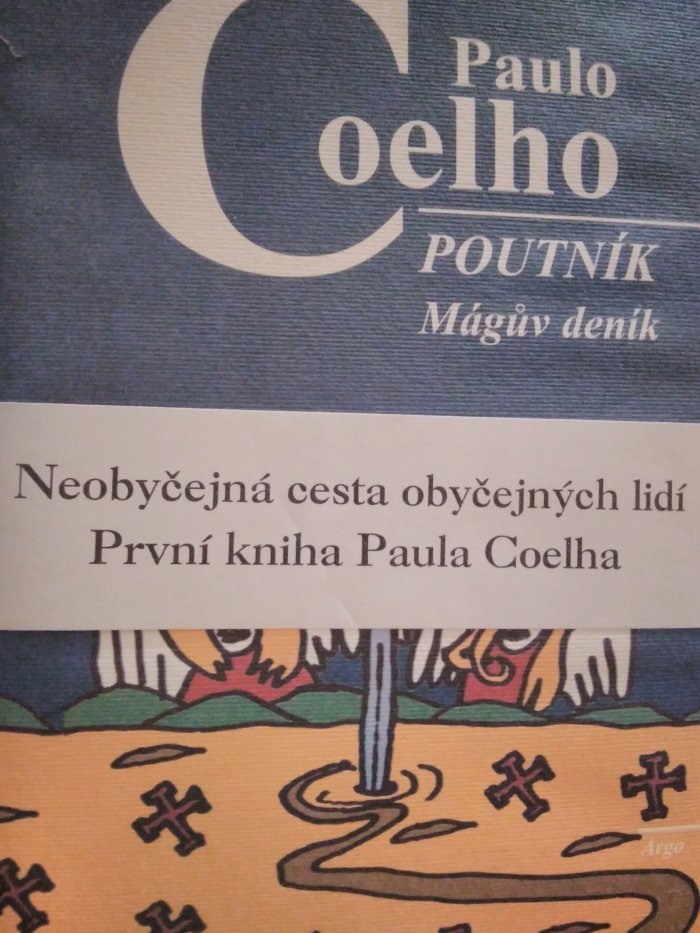 Paulo
Coelho
POUTNÍK
Mágův deník
Neobyčejná cesta obyčejných lidí
První kniha Paula Coelha
Argo